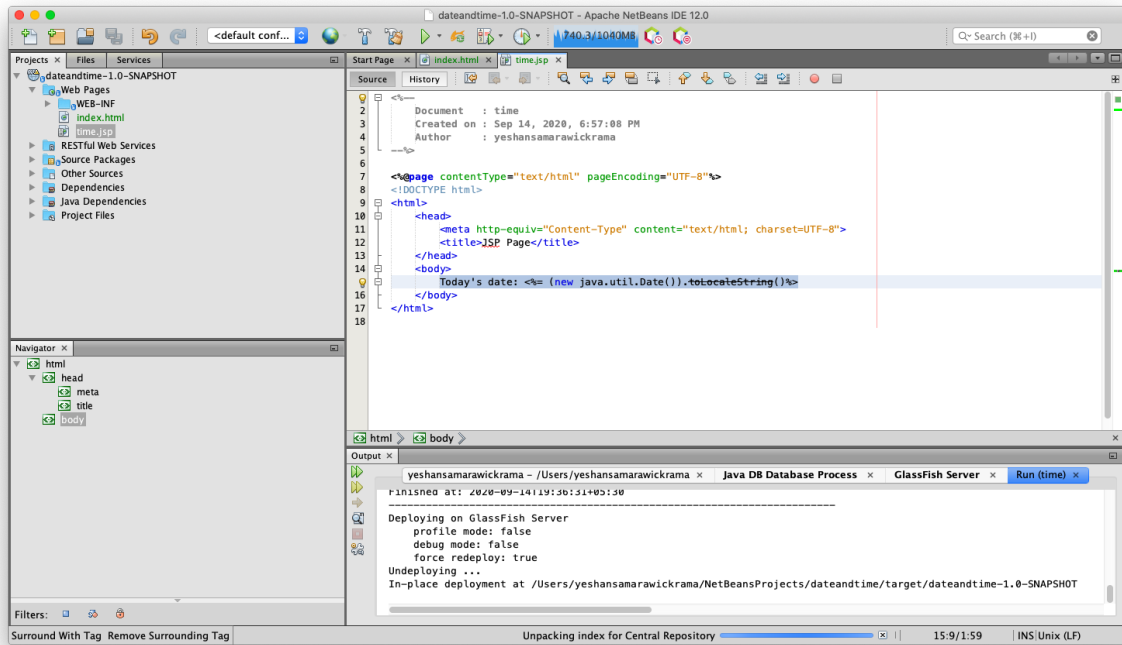 dateandtime-1.0-SNAPSHOT - Apache NetBeans IDE 12.0
<default conf...
740.3/1040MB
Search (⌘+I)
Projects × Files Services
dateandtime-1.0-SNAPSHOT
Web Pages
WEB-INF
index.html
time.jsp
RESTful Web Services
Source Packages
Other Sources
Dependencies
Java Dependencies
Project Files
Start Page × index.html × time.jsp ×
Source History
<%--
2 Document : time
3 Created on : Sep 14, 2020, 6:57:08 PM
4 Author : yeshansamarawickrama
5 --%>
6
7 <%@page contentType="text/html" pageEncoding="UTF-8"%>
8 <!DOCTYPE html>
9 <html>
10 <head>
11 <meta http-equiv="Content-Type" content="text/html; charset=UTF-8">
12 <title>JSP Page</title>
13 </head>
14 <body>
Today's date: <%= (new java.util.Date()).toLocaleString()%>
16 </body>
17 </html>
18
html body
Navigator ×
html
head
meta
title
body
Filters:
Output ×
yeshansamarawickrama - /Users/yeshansamarawickrama × Java DB Database Process × GlassFish Server × Run (time) ×
Finished at: 2020-09-14T19:36:31+05:30
------------------------------------------------------------------------
Deploying on GlassFish Server
profile mode: false
debug mode: false
force redeploy: true
Undeploying ...
In-place deployment at /Users/yeshansamarawickrama/NetBeansProjects/dateandtime/target/dateandtime-1.0-SNAPSHOT
Surround With Tag Remove Surrounding Tag
Unpacking index for Central Repository
15:9/1:59
INS Unix (LF)